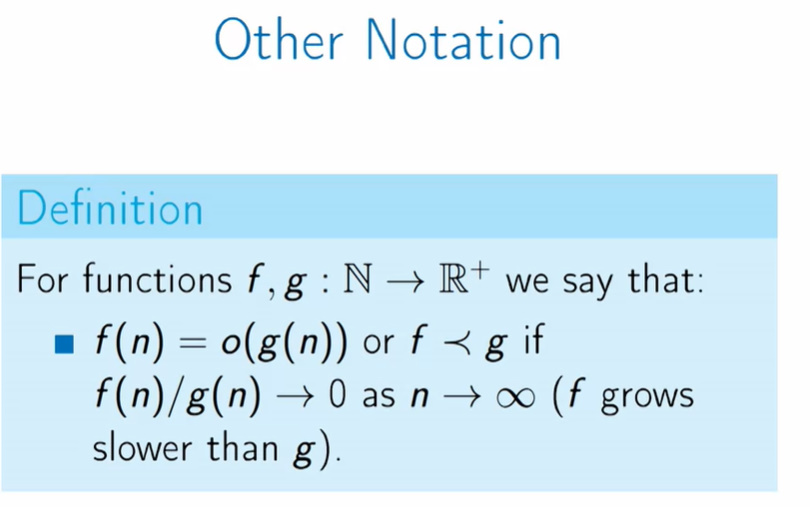 Other Notation
Definition
For functions f, g : ℕ → ℝ⁺ we say that:
■ f(n) = o(g(n)) or f ≺ g if
f(n)/g(n) → 0 as n → ∞ (f grows
slower than g).